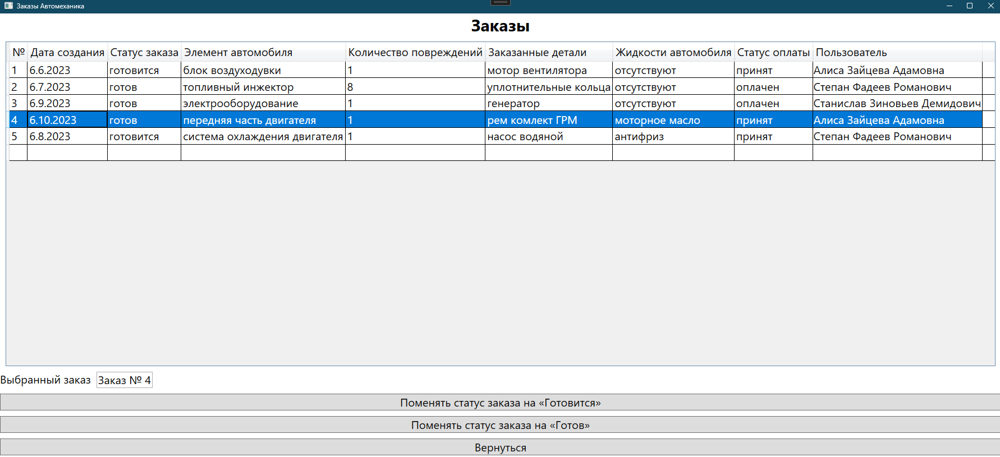 Заказы Автомеханика
Заказы
№ Дата создания Статус заказа Элемент автомобиля Количество повреждений Заказанные детали Жидкости автомобиля Статус оплаты Пользователь
1 6.6.2023 готовится блок воздуходувки 1 мотор вентилятора отсутствуют принят Алиса Зайцева Адамовна
2 6.7.2023 готов топливный инжектор 8 уплотнительные кольца отсутствуют оплачен Степан Фадеев Романович
3 6.9.2023 готов электрооборудование 1 генератор отсутствуют оплачен Станислав Зиновьев Демидович
4 6.10.2023 готов передняя часть двигателя 1 рем комлект ГРМ моторное масло принят Алиса Зайцева Адамовна
5 6.8.2023 готовится система охлаждения двигателя 1 насос водяной антифриз принят Степан Фадеев Романович
Выбранный заказ Заказ № 4
Поменять статус заказа на «Готовится»
Поменять статус заказа на «Готов»
Вернуться